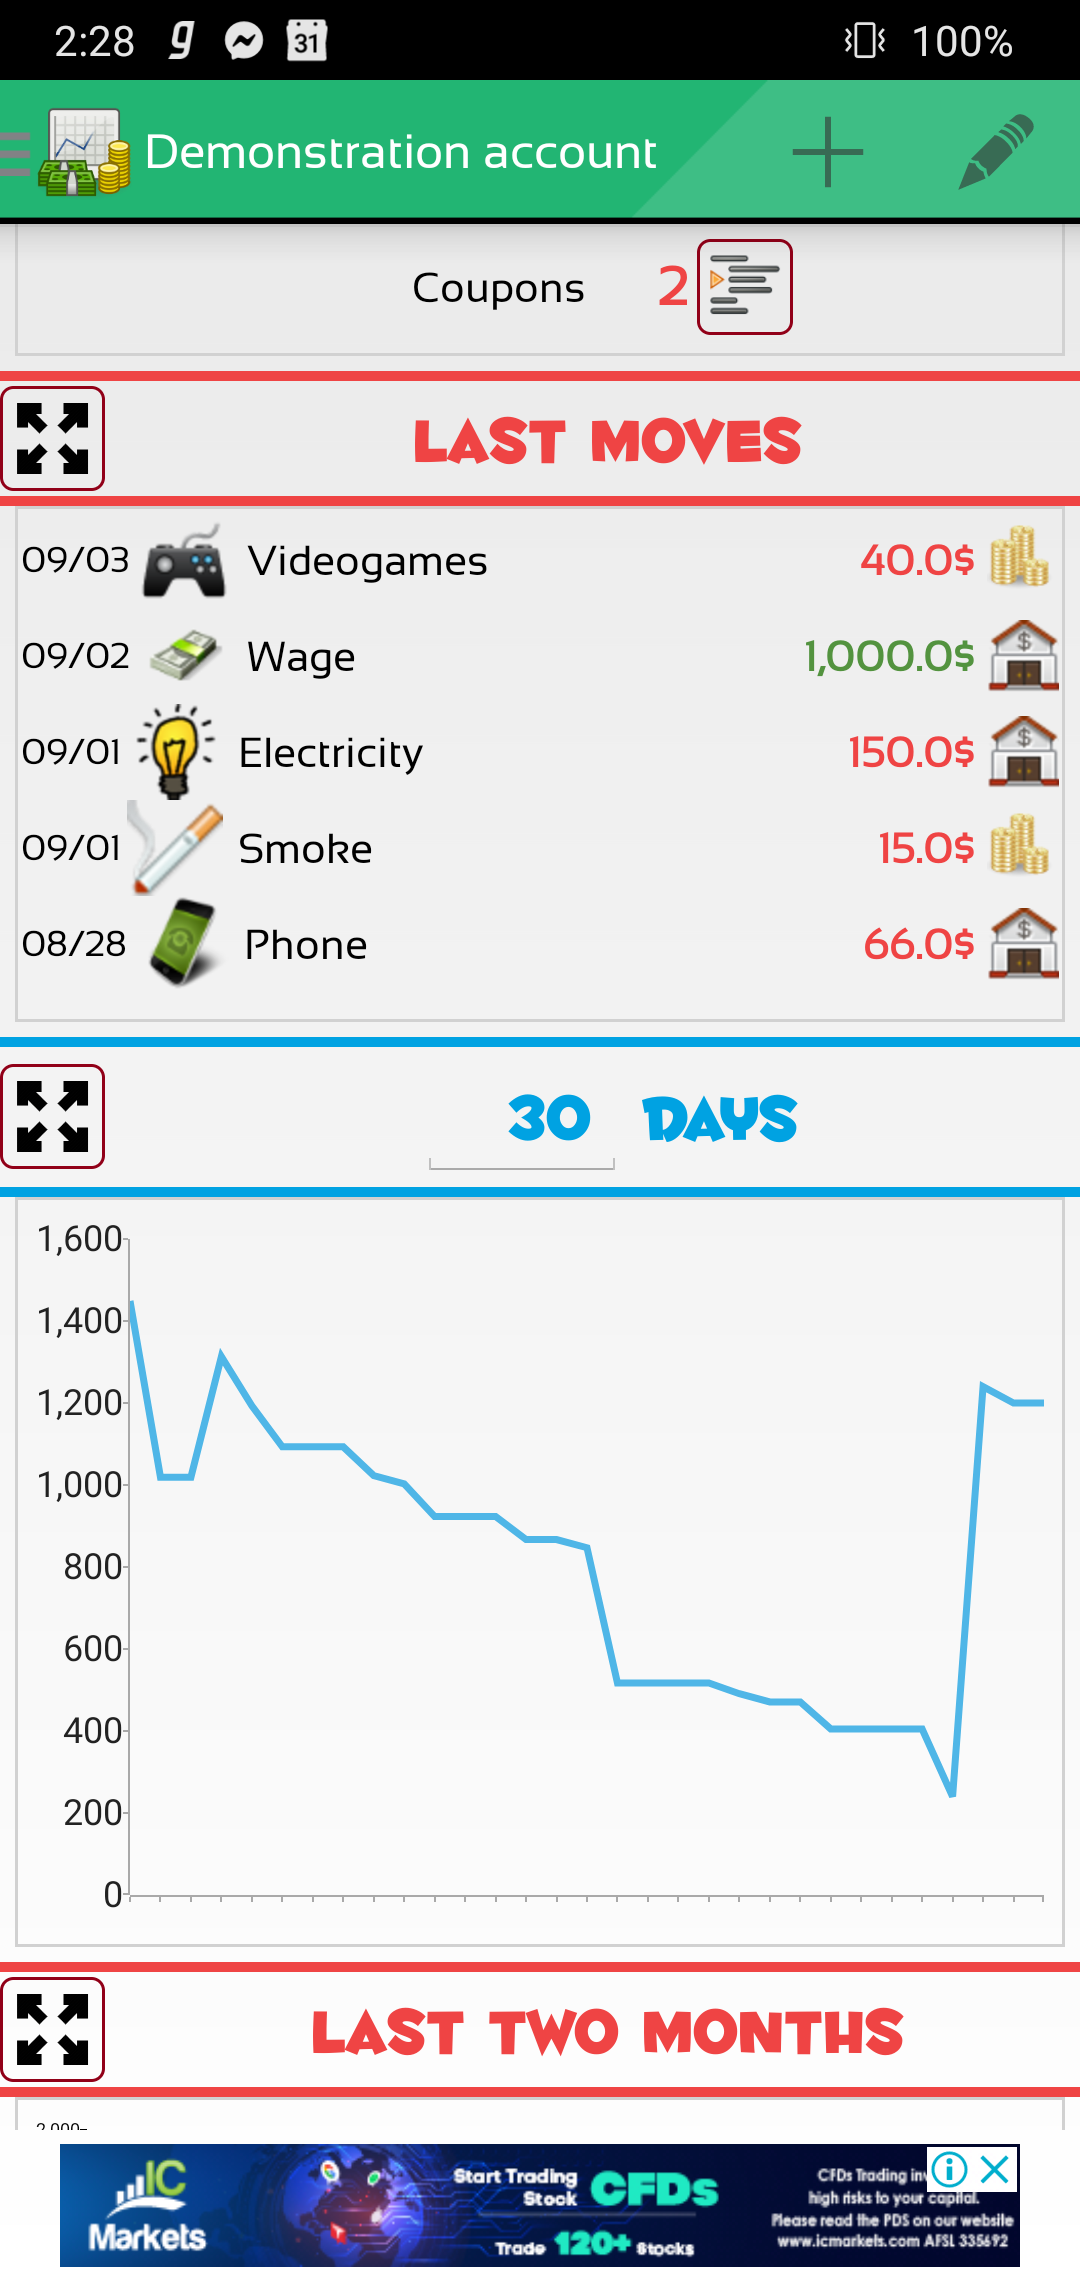 2:28 g 31 100%
Demonstration account
Coupons 2
LAST MOVES
09/03 Videogames 40.0$
09/02 Wage 1,000.0$
09/01 Electricity 150.0$
09/01 Smoke 15.0$
08/28 Phone 66.0$
30 DAYS
1,600
1,400
1,200
1,000
800
600
400
200
0
LAST TWO MONTHS
IC Markets
Start Trading
Stock CFDs
Trade 120+ Stocks
CFDs Trading
high risks to your capital.
Please read the PDS on our website
www.icmarkets.com AFSL 335692